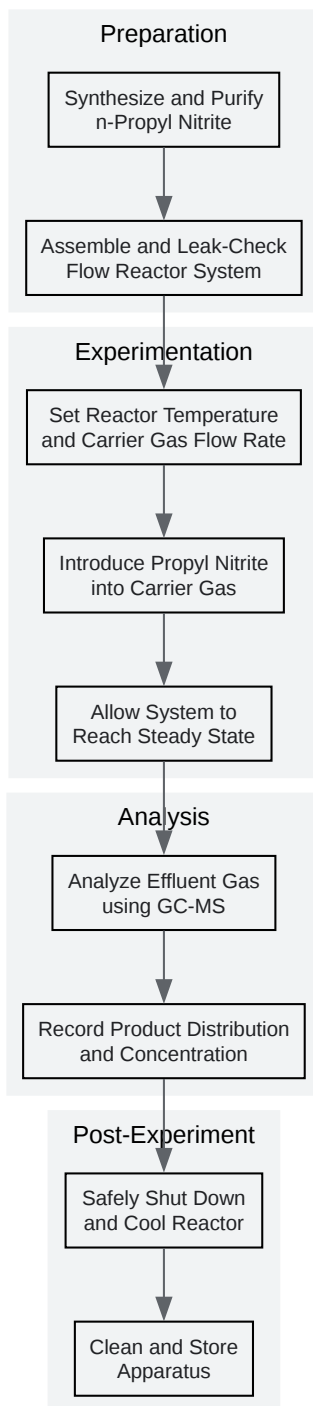 Preparation
Synthesize and Purify
n-Propyl Nitrite
Assemble and Leak-Check
Flow Reactor System
Experimentation
Set Reactor Temperature
and Carrier Gas Flow Rate
Introduce Propyl Nitrite
into Carrier Gas
Allow System to
Reach Steady State
Analysis
Analyze Effluent Gas
using GC-MS
Record Product Distribution
and Concentration
Post-Experiment
Safely Shut Down
and Cool Reactor
Clean and Store
Apparatus